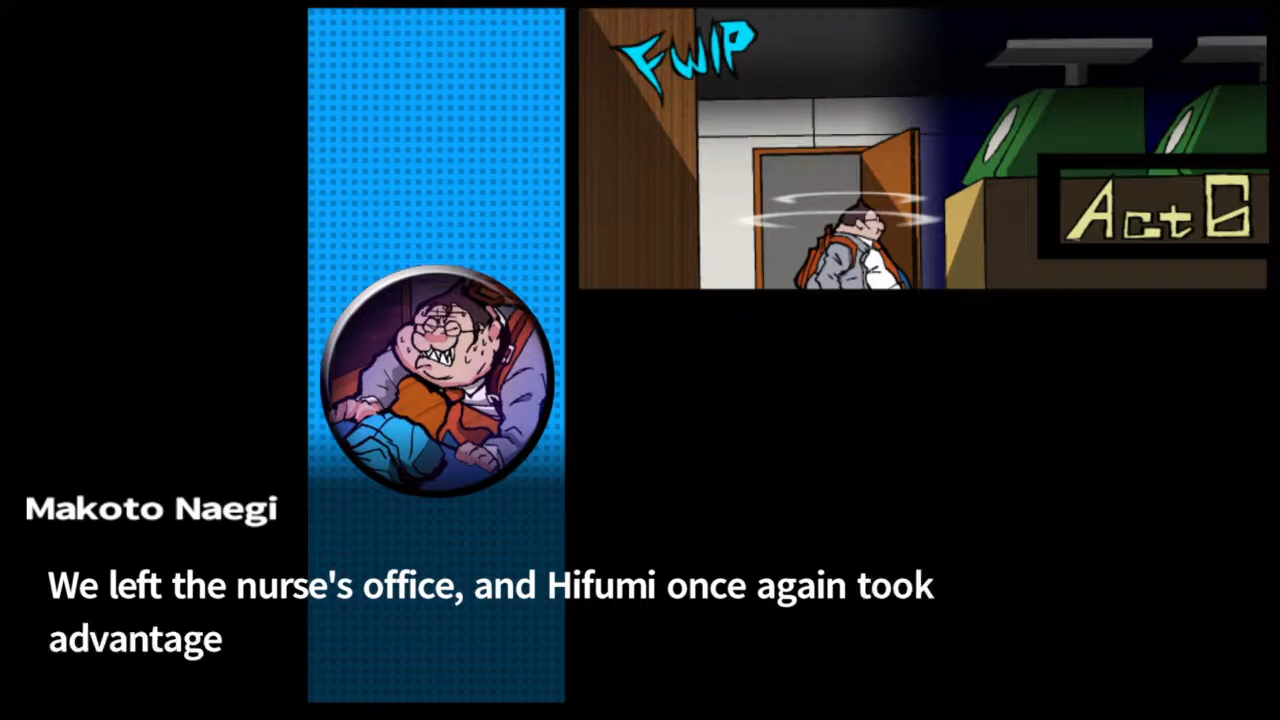 FWIP
Act 6
Makoto Naegi
We left the nurse's office, and Hifumi once again took
advantage